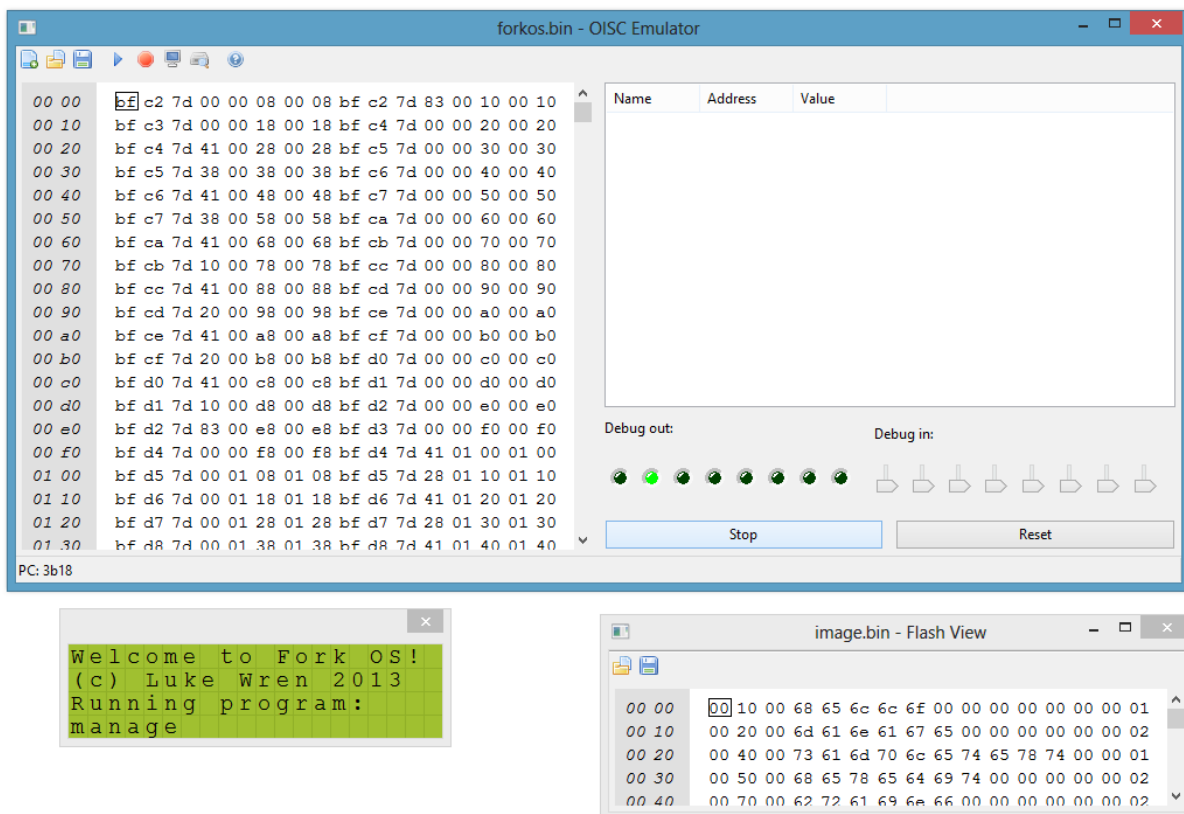 forkos.bin - OISC Emulator
00 00 bf c2 7d 00 00 08 00 08 bf c2 7d 83 00 10 00 10
00 10 bf c3 7d 00 00 18 00 18 bf c4 7d 00 00 20 00 20
00 20 bf c4 7d 41 00 28 00 28 bf c5 7d 00 00 30 00 30
00 30 bf c5 7d 38 00 38 00 38 bf c6 7d 00 00 40 00 40
00 40 bf c6 7d 41 00 48 00 48 bf c7 7d 00 00 50 00 50
00 50 bf c7 7d 38 00 58 00 58 bf ca 7d 00 00 60 00 60
00 60 bf ca 7d 41 00 68 00 68 bf cb 7d 00 00 70 00 70
00 70 bf cb 7d 10 00 78 00 78 bf cc 7d 00 00 80 00 80
00 80 bf cc 7d 41 00 88 00 88 bf cd 7d 00 00 90 00 90
00 90 bf cd 7d 20 00 98 00 98 bf ce 7d 00 00 a0 00 a0
00 a0 bf ce 7d 41 00 a8 00 a8 bf cf 7d 00 00 b0 00 b0
00 b0 bf cf 7d 20 00 b8 00 b8 bf d0 7d 00 00 c0 00 c0
00 c0 bf d0 7d 41 00 c8 00 c8 bf d1 7d 00 00 d0 00 d0
00 d0 bf d1 7d 10 00 d8 00 d8 bf d2 7d 00 00 e0 00 e0
00 e0 bf d2 7d 83 00 e8 00 e8 bf d3 7d 00 00 f0 00 f0
00 f0 bf d4 7d 00 00 f8 00 f8 bf d4 7d 41 01 00 01 00
01 00 bf d5 7d 00 01 08 01 08 bf d5 7d 28 01 10 01 10
01 10 bf d6 7d 00 01 18 01 18 bf d6 7d 41 01 20 01 20
01 20 bf d7 7d 00 01 28 01 28 bf d7 7d 28 01 30 01 30
01 30 bf d8 7d 00 01 38 01 38 bf d8 7d 41 01 40 01 40
Name Address Value
Debug out: Debug in:
Stop Reset
PC: 3b18
Welcome to Fork OS!
(c) Luke Wren 2013
Running program:
manage
image.bin - Flash View
00 00 00 10 00 68 65 6c 6c 6f 00 00 00 00 00 00 00 01
00 10 00 20 00 6d 61 6e 61 67 65 00 00 00 00 00 00 02
00 20 00 40 00 73 61 6d 70 6c 65 74 65 78 74 00 00 01
00 30 00 50 00 68 65 78 65 64 69 74 00 00 00 00 00 02
00 40 00 70 00 62 72 61 69 6e 66 00 00 00 00 00 00 02